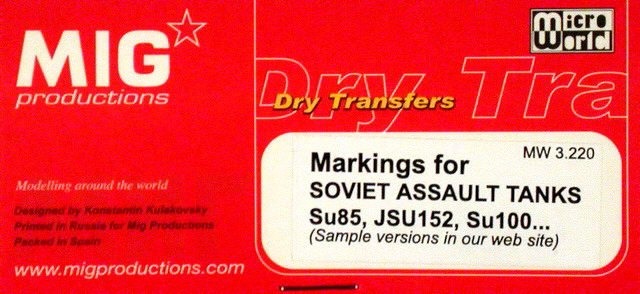 MIG
productions
Micro
World
Dry Tra
Dry Transfers
MW 3.220
Markings for
SOVIET ASSAULT TANKS
Su85, JSU152, Su100...
(Sample versions in our web site)
Modelling around the world
Designed by Konstantin Kulakovsky
Printed in Russia for Mig Productions
Packed in Spain
www.migproductions.com